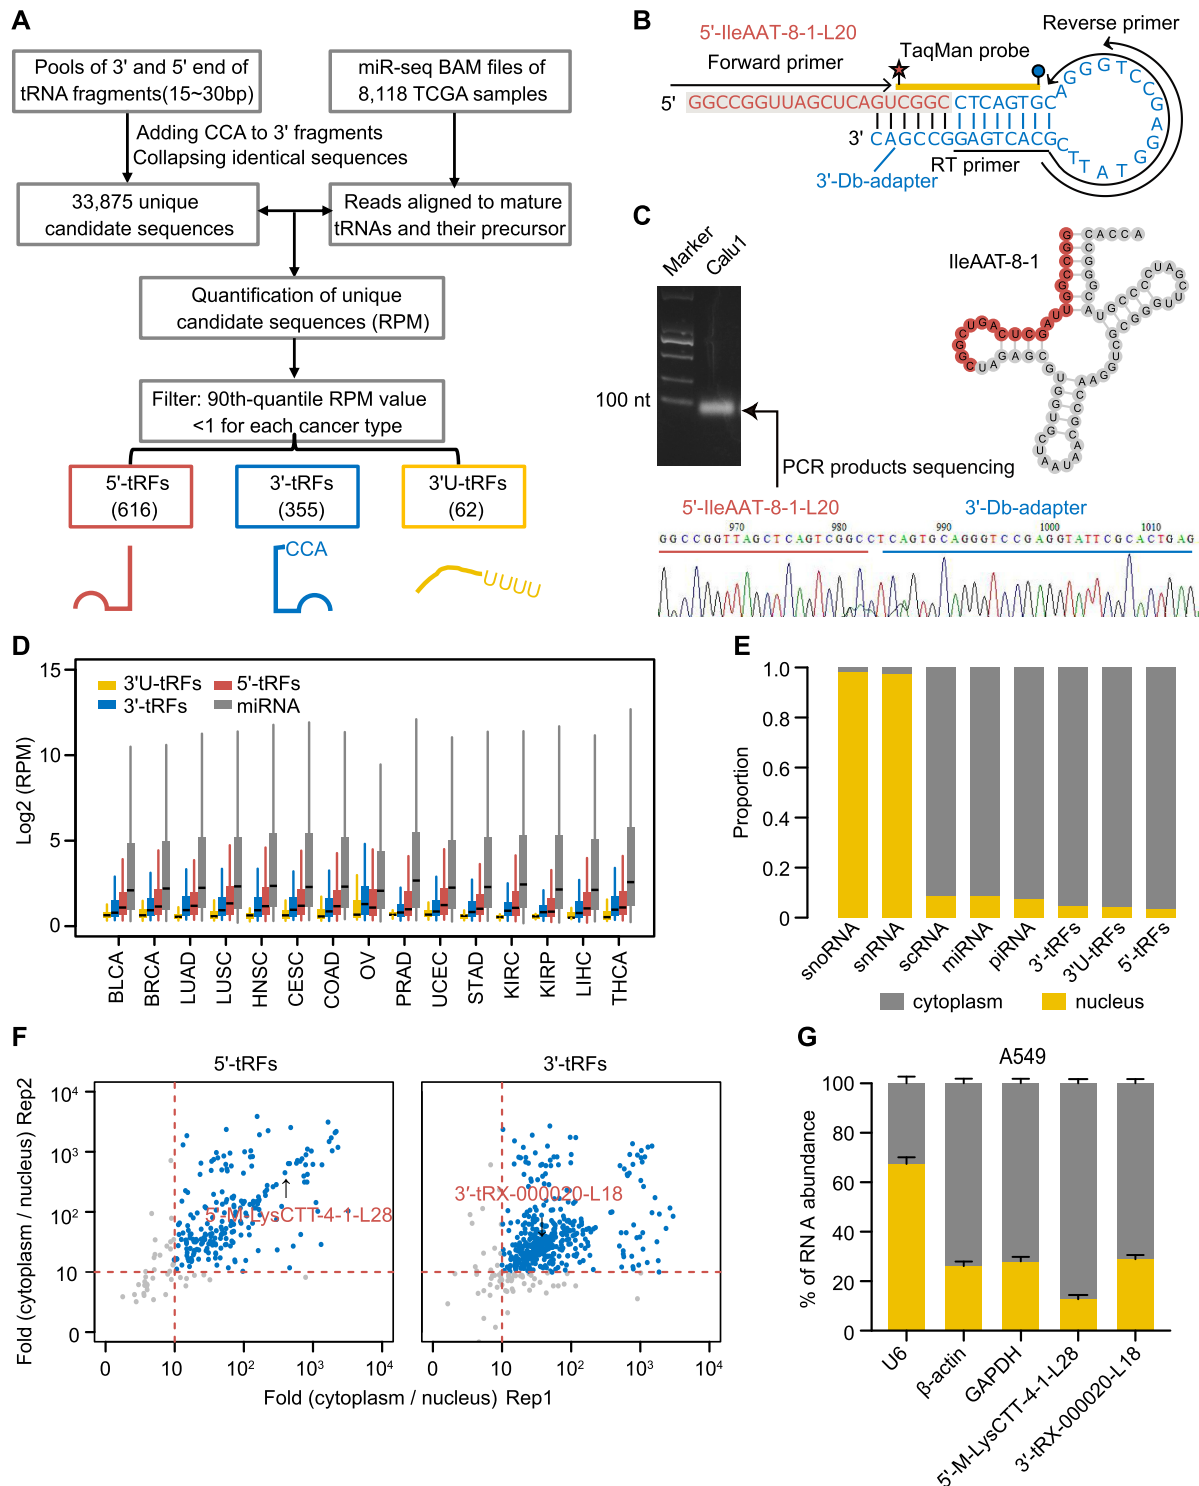 A
Pools of 3' and 5' end of
tRNA fragments(15~30bp)
miR-seq BAM files of
8,118 TCGA samples
Adding CCA to 3' fragments
Collapsing identical sequences
33,875 unique
candidate sequences
Reads aligned to mature
tRNAs and their precursor
Quantification of unique
candidate sequences (RPM)
Filter: 90th-quantile RPM value
<1 for each cancer type
5'-tRFs
(616)
3'-tRFs
(355)
3'U-tRFs
(62)
CCA
UUUU
B
5'-IleAAT-8-1-L20
Forward primer
TaqMan probe
Reverse primer
5' GGCCGGUUAGCUCAGUCGGCCTCAGTGCAGGGTCCGAGGTATTC
3' CAGCCGGAGTCACG
RT primer
3'-Db-adapter
C
Marker
Calu1
100 nt
IleAAT-8-1
PCR products sequencing
5'-IleAAT-8-1-L20
3'-Db-adapter
970 980 990 1000 1010
GGCCGGTTAGCTCAGTCGGCCTCAGTGCAGGGTCCGAGGTATTCGCACTGAG
D
Log2 (RPM)
15
10
5
0
3'U-tRFs
5'-tRFs
3'-tRFs
miRNA
BLCA
BRCA
LUAD
LUSC
HNSC
CESC
COAD
OV
PRAD
UCEC
STAD
KIRC
KIRP
LIHC
THCA
E
Proportion
1.0
0.8
0.6
0.4
0.2
0
snoRNA
snRNA
scRNA
miRNA
piRNA
3'-tRFs
3'U-tRFs
5'-tRFs
cytoplasm
nucleus
F
5'-tRFs
3'-tRFs
Fold (cytoplasm / nucleus) Rep2
10⁴
10³
10²
10
0
5'-M-LysCTT-4-1-L28
3'-tRX-000020-L18
0 10 10² 10³ 10⁴
0 10 10² 10³ 10⁴
Fold (cytoplasm / nucleus) Rep1
G
A549
% of RNA abundance
100
80
60
40
20
0
U6
β-actin
GAPDH
5'-M-LysCTT-4-1-L28
3'-tRX-000020-L18